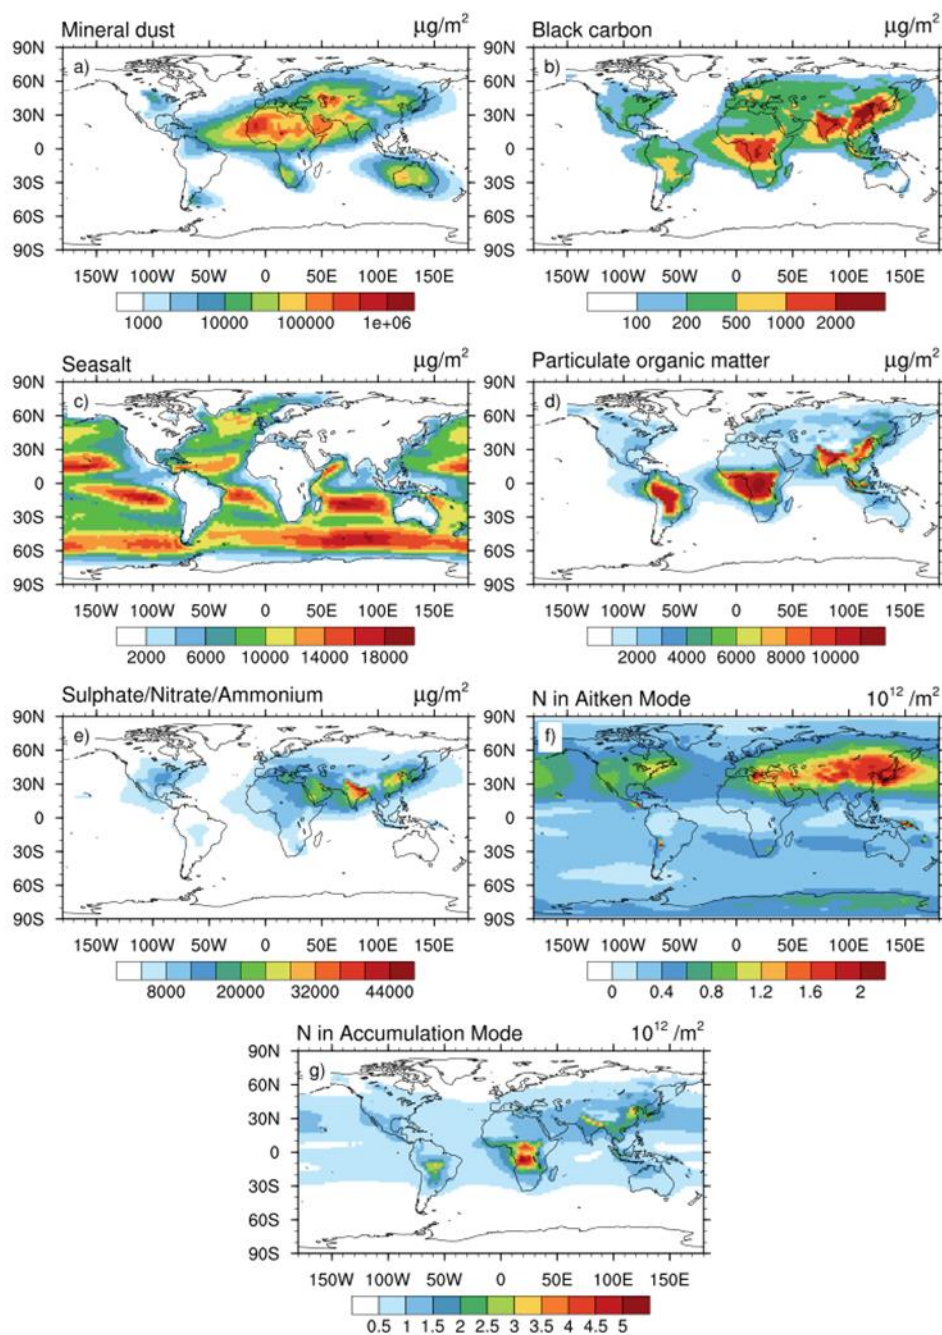 Mineral dust µg/m²
a)
90N
60N
30N
0
30S
60S
90S
150W 100W 50W 0 50E 100E 150E
1000 10000 100000 1e+06
Black carbon µg/m²
b)
90N
60N
30N
0
30S
60S
90S
150W 100W 50W 0 50E 100E 150E
100 200 500 1000 2000
Seasalt µg/m²
c)
90N
60N
30N
0
30S
60S
90S
150W 100W 50W 0 50E 100E 150E
2000 6000 10000 14000 18000
Particulate organic matter µg/m²
d)
90N
60N
30N
0
30S
60S
90S
150W 100W 50W 0 50E 100E 150E
2000 4000 6000 8000 10000
Sulphate/Nitrate/Ammonium µg/m²
e)
90N
60N
30N
0
30S
60S
90S
150W 100W 50W 0 50E 100E 150E
8000 20000 32000 44000
N in Aitken Mode 10¹² /m²
f)
90N
60N
30N
0
30S
60S
90S
150W 100W 50W 0 50E 100E 150E
0 0.4 0.8 1.2 1.6 2
N in Accumulation Mode 10¹² /m²
g)
90N
60N
30N
0
30S
60S
90S
150W 100W 50W 0 50E 100E 150E
0.5 1 1.5 2 2.5 3 3.5 4 4.5 5